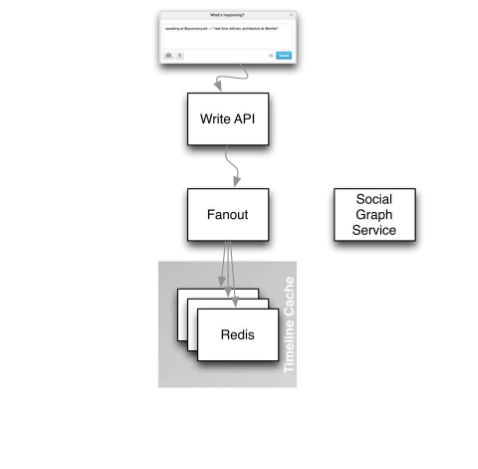 What's happening?
speaking at @qconnewyork -> "real-time delivery architecture at @twitter"
Tweet
Write API
Fanout
Social
Graph
Service
Redis
Timeline Cache